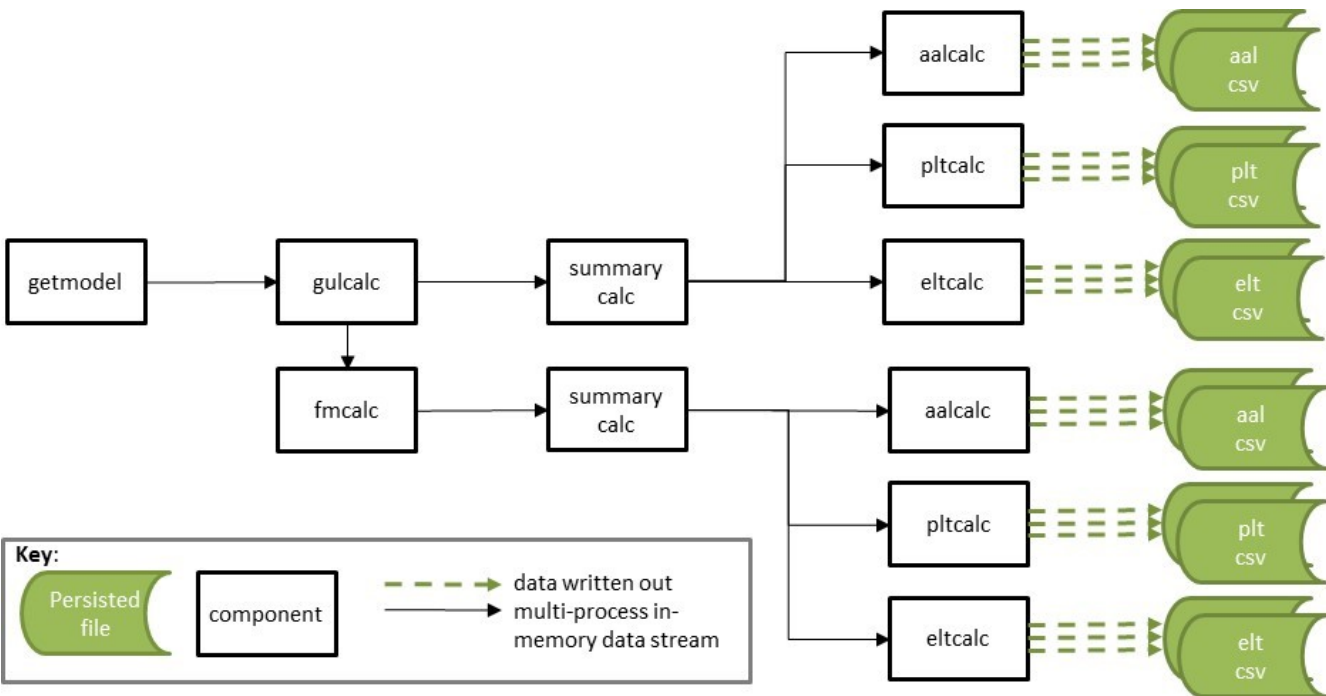 aalcalc
aal
csv
pltcalc
plt
csv
getmodel
gulcalc
summary
calc
eltcalc
elt
csv
fmcalc
summary
calc
aalcalc
aal
csv
pltcalc
plt
csv
Key:
Persisted
file
component
data written out
multi-process in-
memory data stream
eltcalc
elt
csv